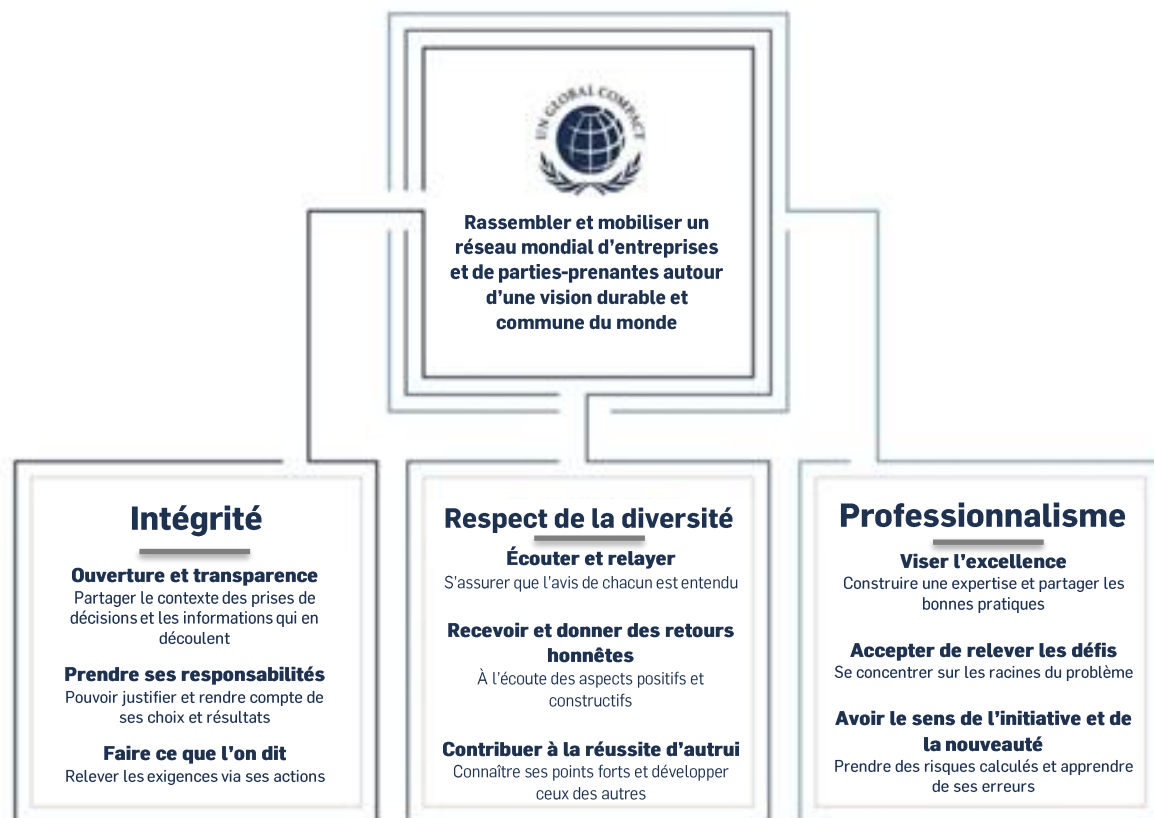 UN GLOBAL COMPACT
Rassembler et mobiliser un
réseau mondial d'entreprises
et de parties-prenantes autour
d'une vision durable et
commune du monde
Intégrité
Ouverture et transparence
Partager le contexte des prises de
décisions et les informations qui en
découlent
Prendre ses responsabilités
Pouvoir justifier et rendre compte de
ses choix et résultats
Faire ce que l'on dit
Relever les exigences via ses actions
Respect de la diversité
Écouter et relayer
S'assurer que l'avis de chacun est entendu
Recevoir et donner des retours
honnêtes
À l'écoute des aspects positifs et
constructifs
Contribuer à la réussite d'autrui
Connaître ses points forts et développer
ceux des autres
Professionnalisme
Viser l'excellence
Construire une expertise et partager les
bonnes pratiques
Accepter de relever les défis
Se concentrer sur les racines du problème
Avoir le sens de l'initiative et de
la nouveauté
Prendre des risques calculés et apprendre
de ses erreurs